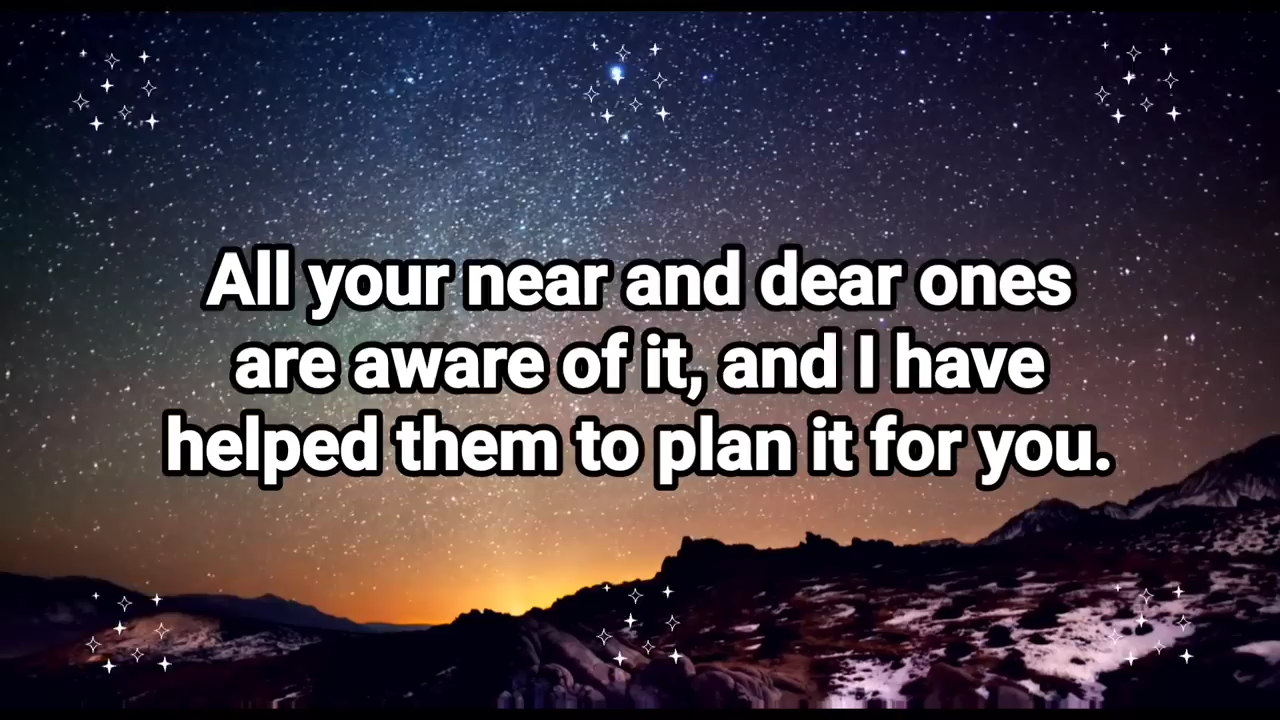 All your near and dear ones
are aware of it, and I have
helped them to plan it for you.